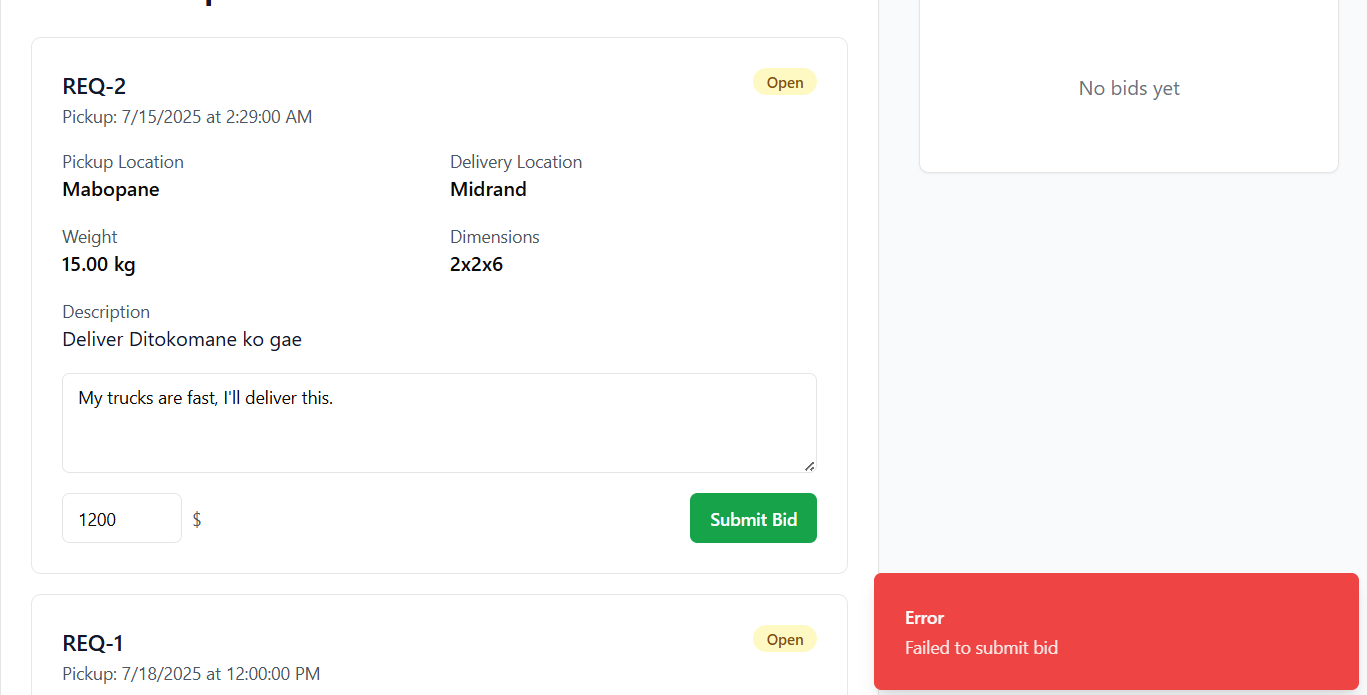 REQ-2
Open
Pickup: 7/15/2025 at 2:29:00 AM
Pickup Location
Delivery Location
Mabopane
Midrand
Weight
Dimensions
15.00 kg
2x2x6
Description
Deliver Ditokomane ko gae
My trucks are fast, I'll deliver this.
1200
$
Submit Bid
REQ-1
Open
Pickup: 7/18/2025 at 12:00:00 PM
No bids yet
Error
Failed to submit bid